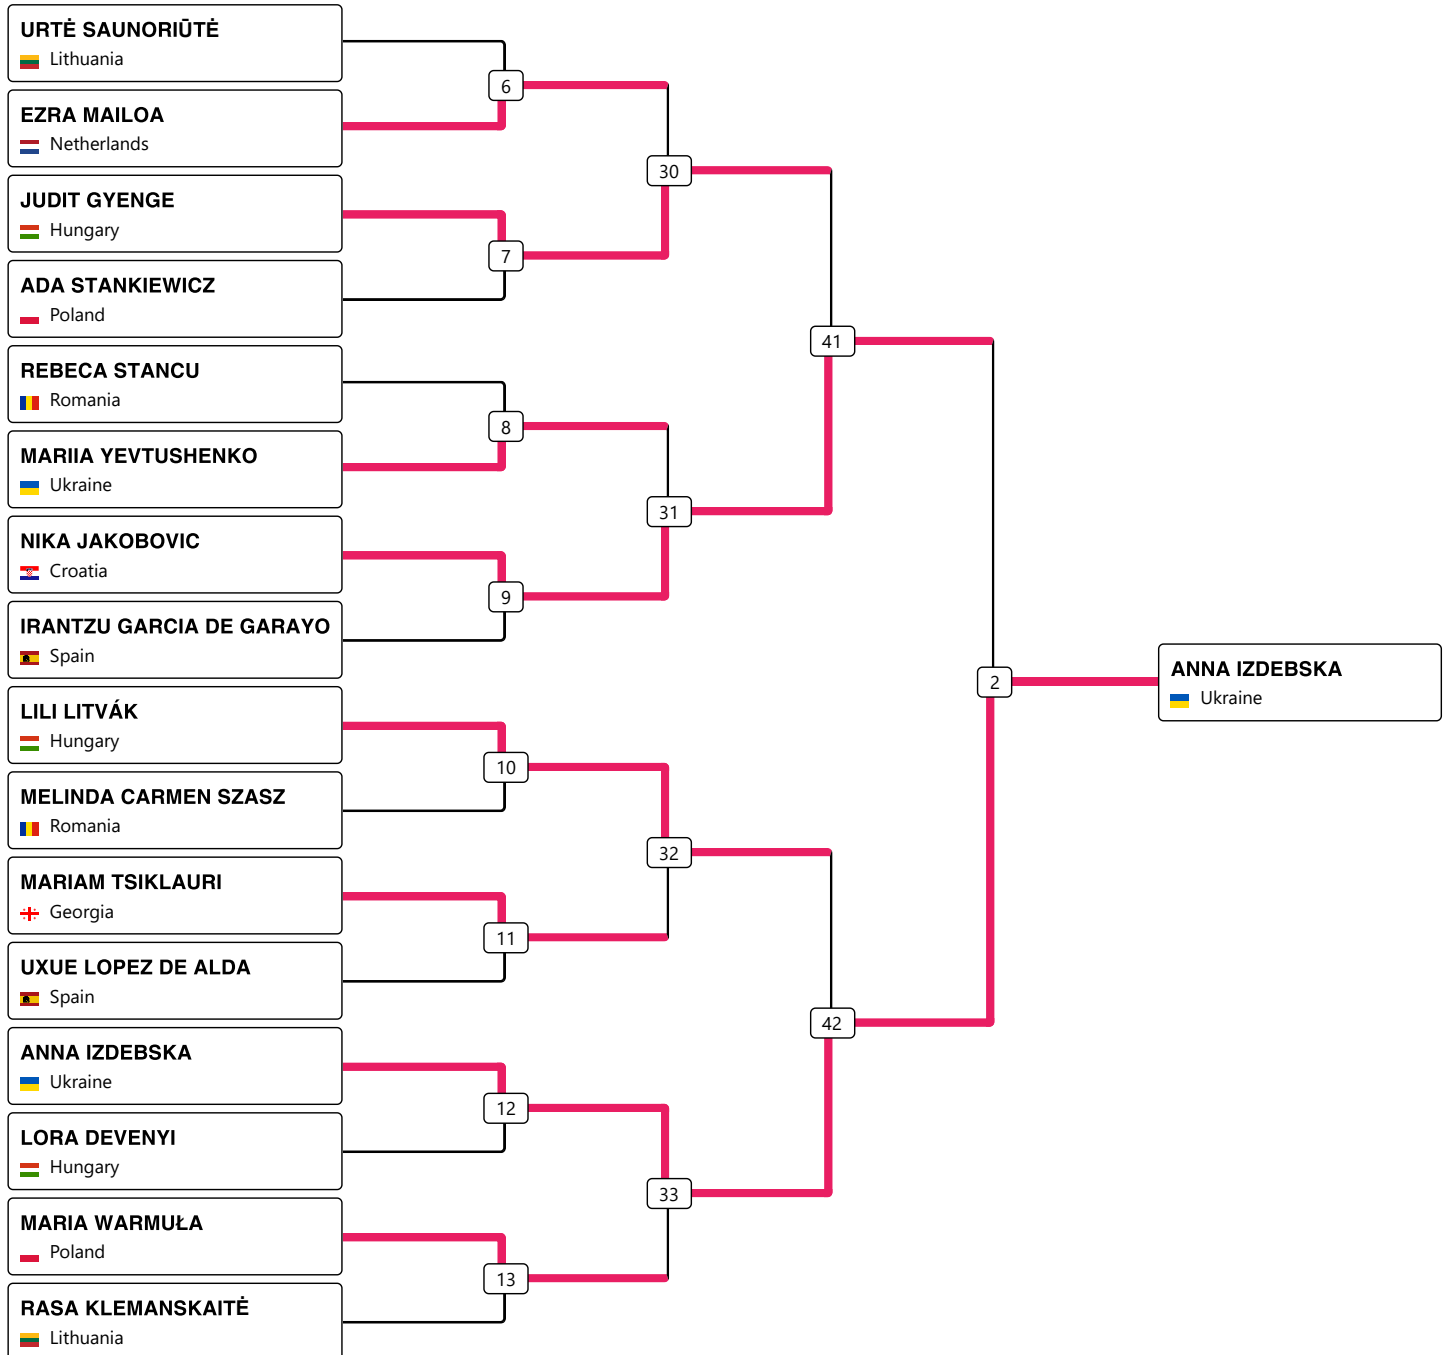 URTĖ SAUNORIŪTĖ
Lithuania
EZRA MAILOA
Netherlands
JUDIT GYENGE
Hungary
ADA STANKIEWICZ
Poland
REBECA STANCU
Romania
MARIIA YEVTUSHENKO
Ukraine
NIKA JAKOBOVIC
Croatia
IRANTZU GARCIA DE GARAYO
Spain
LILI LITVÁK
Hungary
MELINDA CARMEN SZASZ
Romania
MARIAM TSIKLAURI
Georgia
UXUE LOPEZ DE ALDA
Spain
ANNA IZDEBSKA
Ukraine
LORA DEVENYI
Hungary
MARIA WARMUŁA
Poland
RASA KLEMANSKAITĖ
Lithuania
6
7
8
9
10
11
12
13
30
31
32
33
41
42
2
ANNA IZDEBSKA
Ukraine